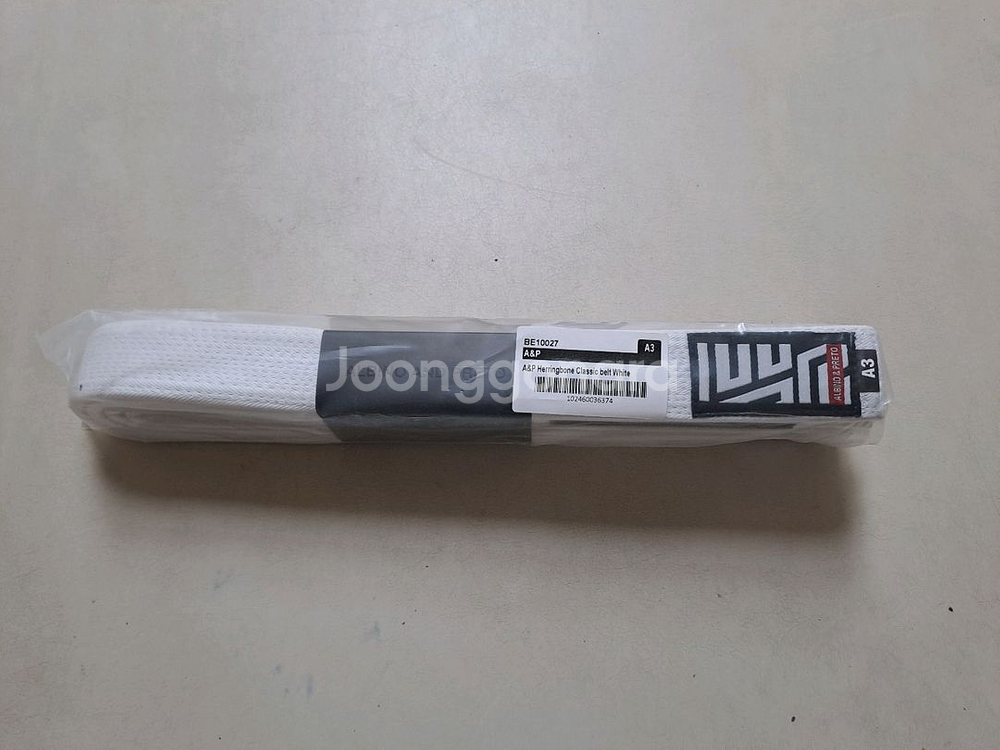 Joonggonara
BE10027
A3
A&P
A&P Herringbone Classic belt White
102460036374
ALBINO & PRETO
A3